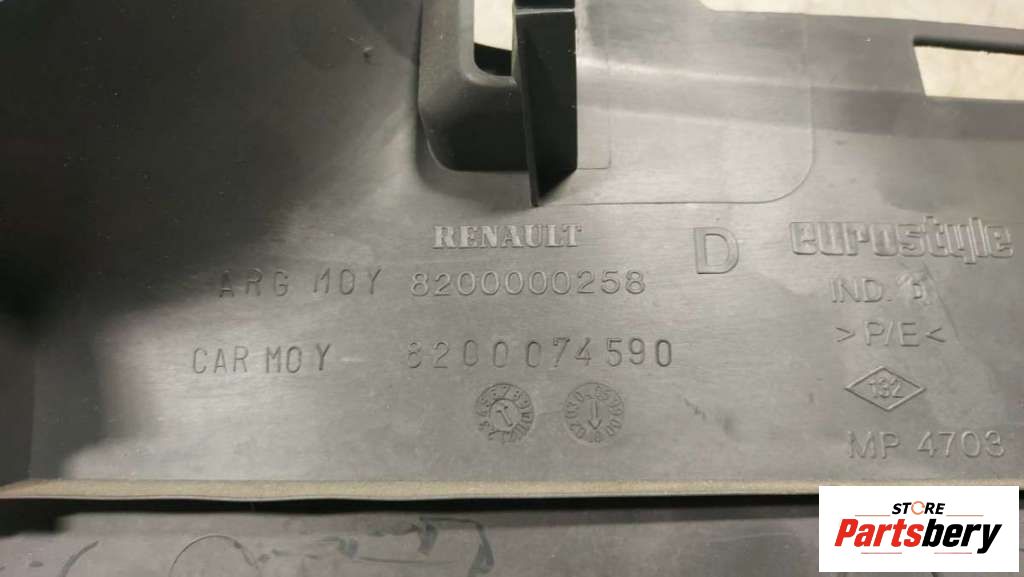 RENAULT
D
eurostyle
ARG MOY 8200000258
IND.
CAR MOY 8200074590
>P/E<
132
MP 4703
STORE
Partsbery